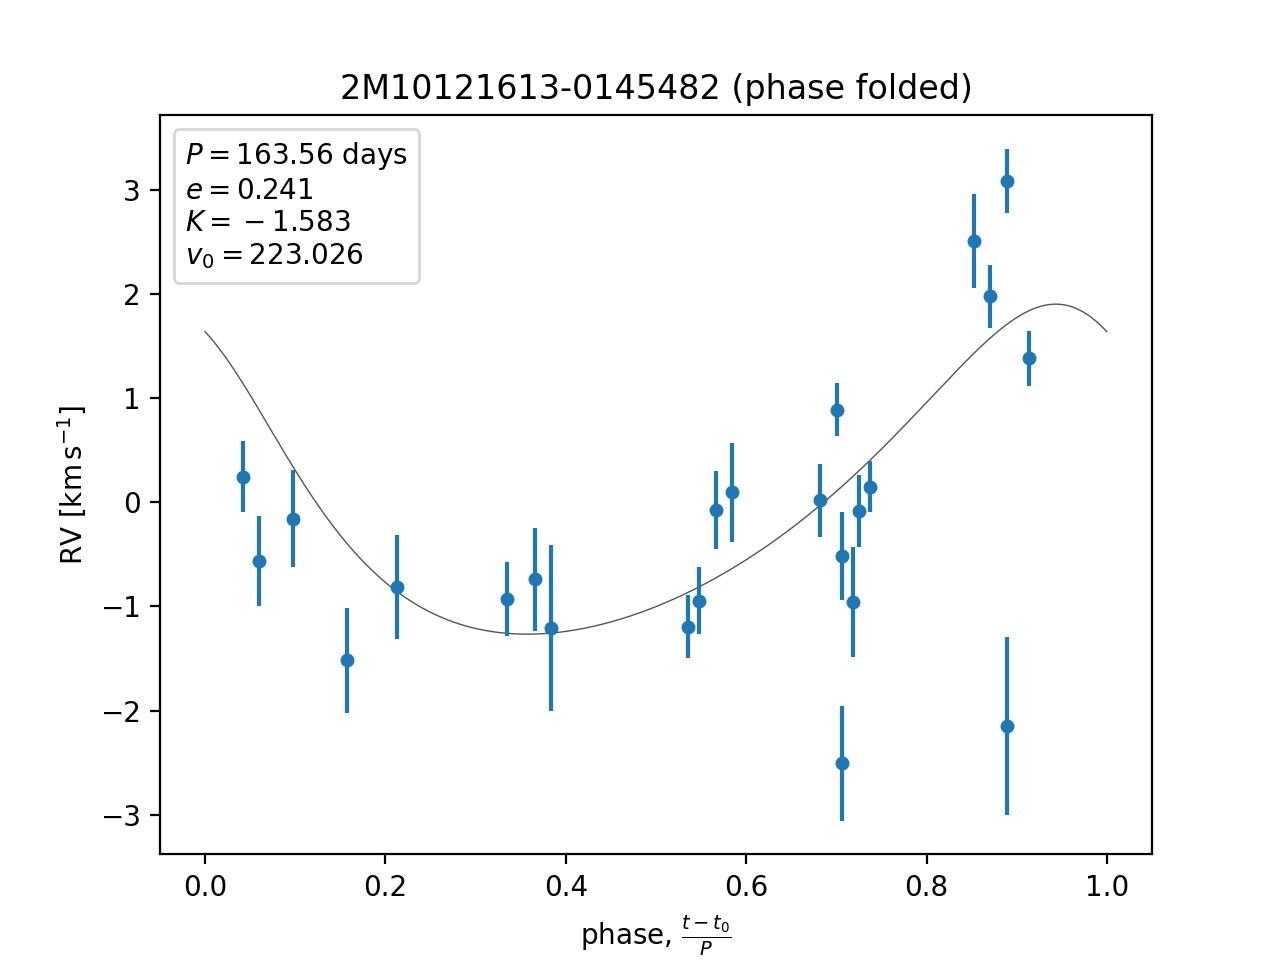 2M10121613-0145482 (phase folded)
P = 163.56 days
e = 0.241
K = −1.583
v₀ = 223.026
3
2
1
0
−1
−2
−3
RV [km s⁻¹]
0.0 0.2 0.4 0.6 0.8 1.0
phase, (t − t₀)/P